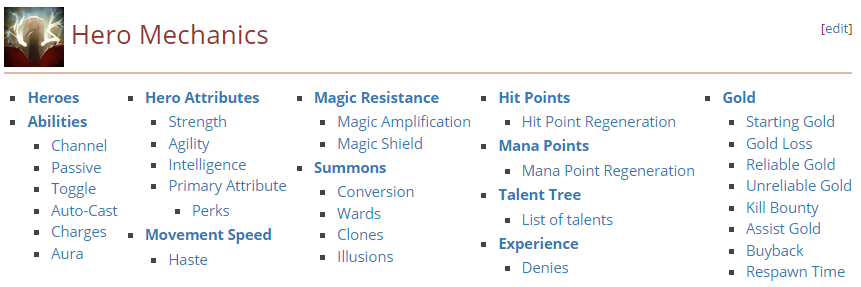 Hero Mechanics
[edit]
Heroes
Abilities
Channel
Passive
Toggle
Auto-Cast
Charges
Aura
Hero Attributes
Strength
Agility
Intelligence
Primary Attribute
Perks
Movement Speed
Haste
Magic Resistance
Magic Amplification
Magic Shield
Summons
Conversion
Wards
Clones
Illusions
Hit Points
Hit Point Regeneration
Mana Points
Mana Point Regeneration
Talent Tree
List of talents
Experience
Denies
Gold
Starting Gold
Gold Loss
Reliable Gold
Unreliable Gold
Kill Bounty
Assist Gold
Buyback
Respawn Time